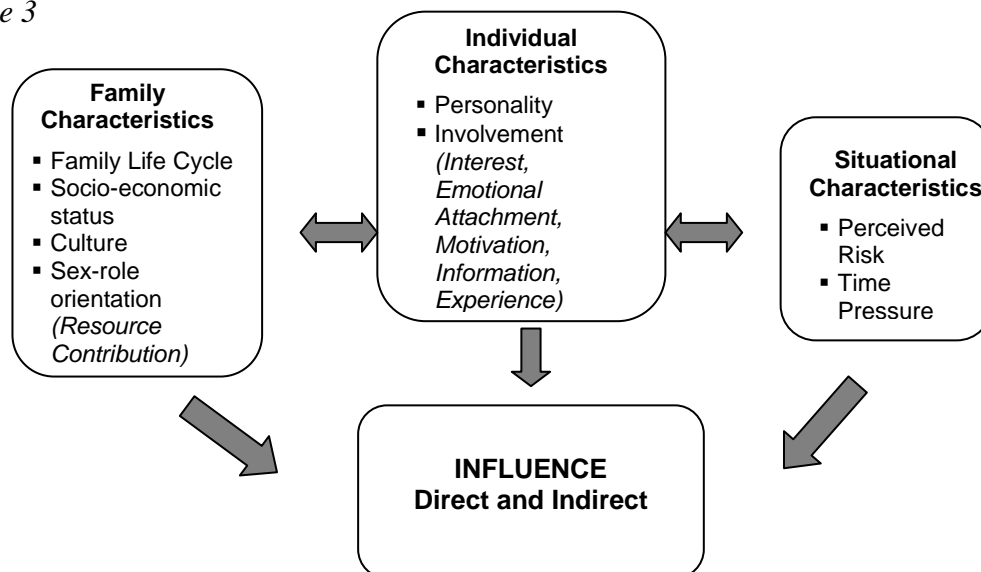 e 3
Individual
Characteristics
▪ Personality
▪ Involvement
(Interest,
Emotional
Attachment,
Motivation,
Information,
Experience)
Family
Characteristics
▪ Family Life Cycle
▪ Socio-economic
status
▪ Culture
▪ Sex-role
orientation
(Resource
Contribution)
Situational
Characteristics
▪ Perceived
Risk
▪ Time
Pressure
INFLUENCE
Direct and Indirect